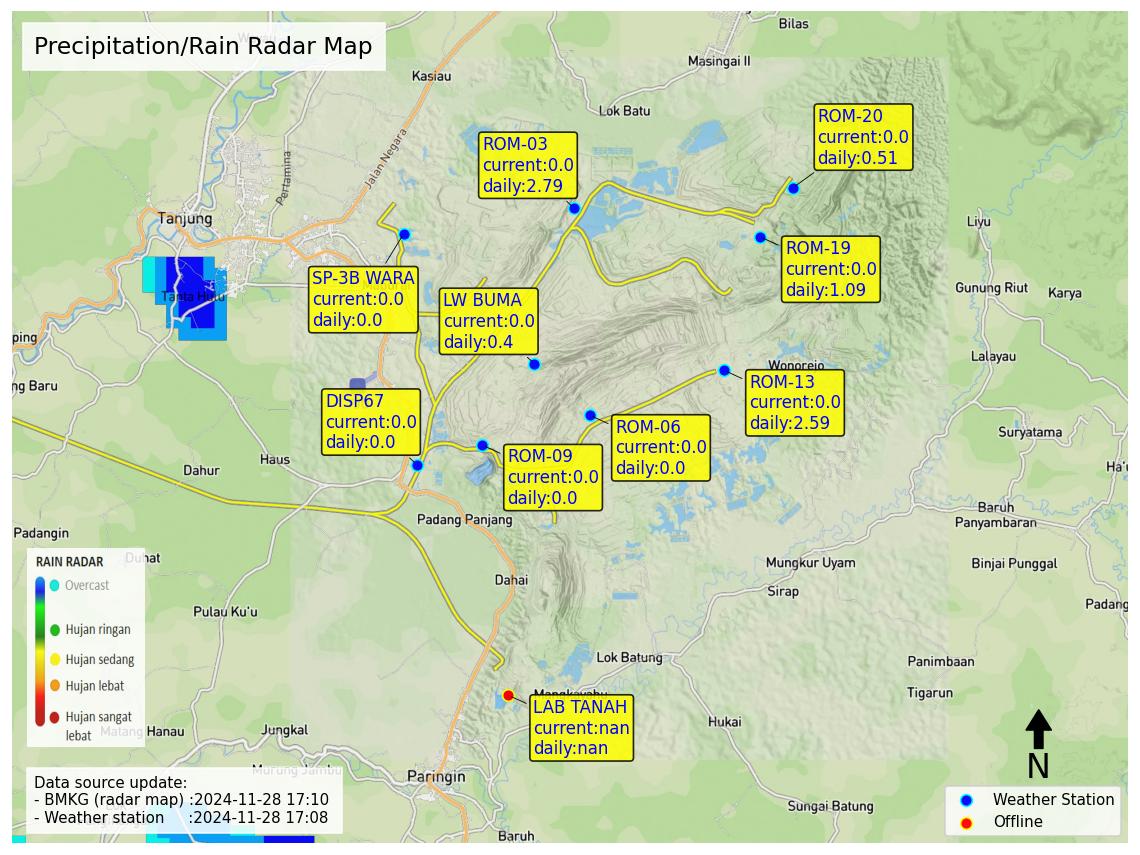 Precipitation/Rain Radar Map
Bilas
Masingai II
Kasiau
Lok Batu
Jalan Negara
Pertamina
Tanjung
Tanta Hulu
ROM-03
current:0.0
daily:2.79
ROM-20
current:0.0
daily:0.51
ROM-19
current:0.0
daily:1.09
SP-3B WARA
current:0.0
daily:0.0
LW BUMA
current:0.0
daily:0.4
Liyu
Gunung Riut
Karya
Lalayau
ping
ng Baru
Wonorejo
ROM-13
current:0.0
daily:2.59
DISP67
current:0.0
daily:0.0
ROM-06
current:0.0
daily:0.0
ROM-09
current:0.0
daily:0.0
Suryatama
Ha'u
Dahur
Haus
Padang Panjang
Baruh
Panyambaran
Padangin
Duhat
Dahai
Mungkur Uyam
Binjai Punggal
Sirap
Padang
Pulau Ku'u
RAIN RADAR
Overcast
Hujan ringan
Hujan sedang
Hujan lebat
Hujan sangat
lebat
Lok Batung
Panimbaan
Tigarun
Mangkayahu
LAB TANAH
current:nan
daily:nan
Matang Hanau
Jungkal
Hukai
Murung Jambu
Paringin
Sungai Batung
Baruh
Data source update:
- BMKG (radar map) :2024-11-28 17:10
- Weather station :2024-11-28 17:08
N
Weather Station
Offline